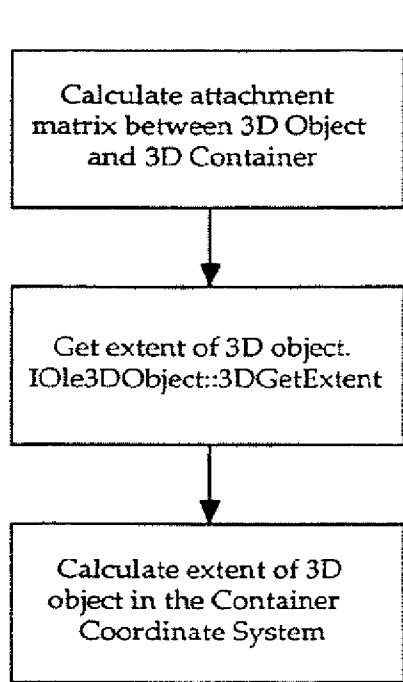 Calculate attachment
matrix between 3D Object
and 3D Container
Get extent of 3D object.
IOle3DObject::3DGetExtent
Calculate extent of 3D
object in the Container
Coordinate System